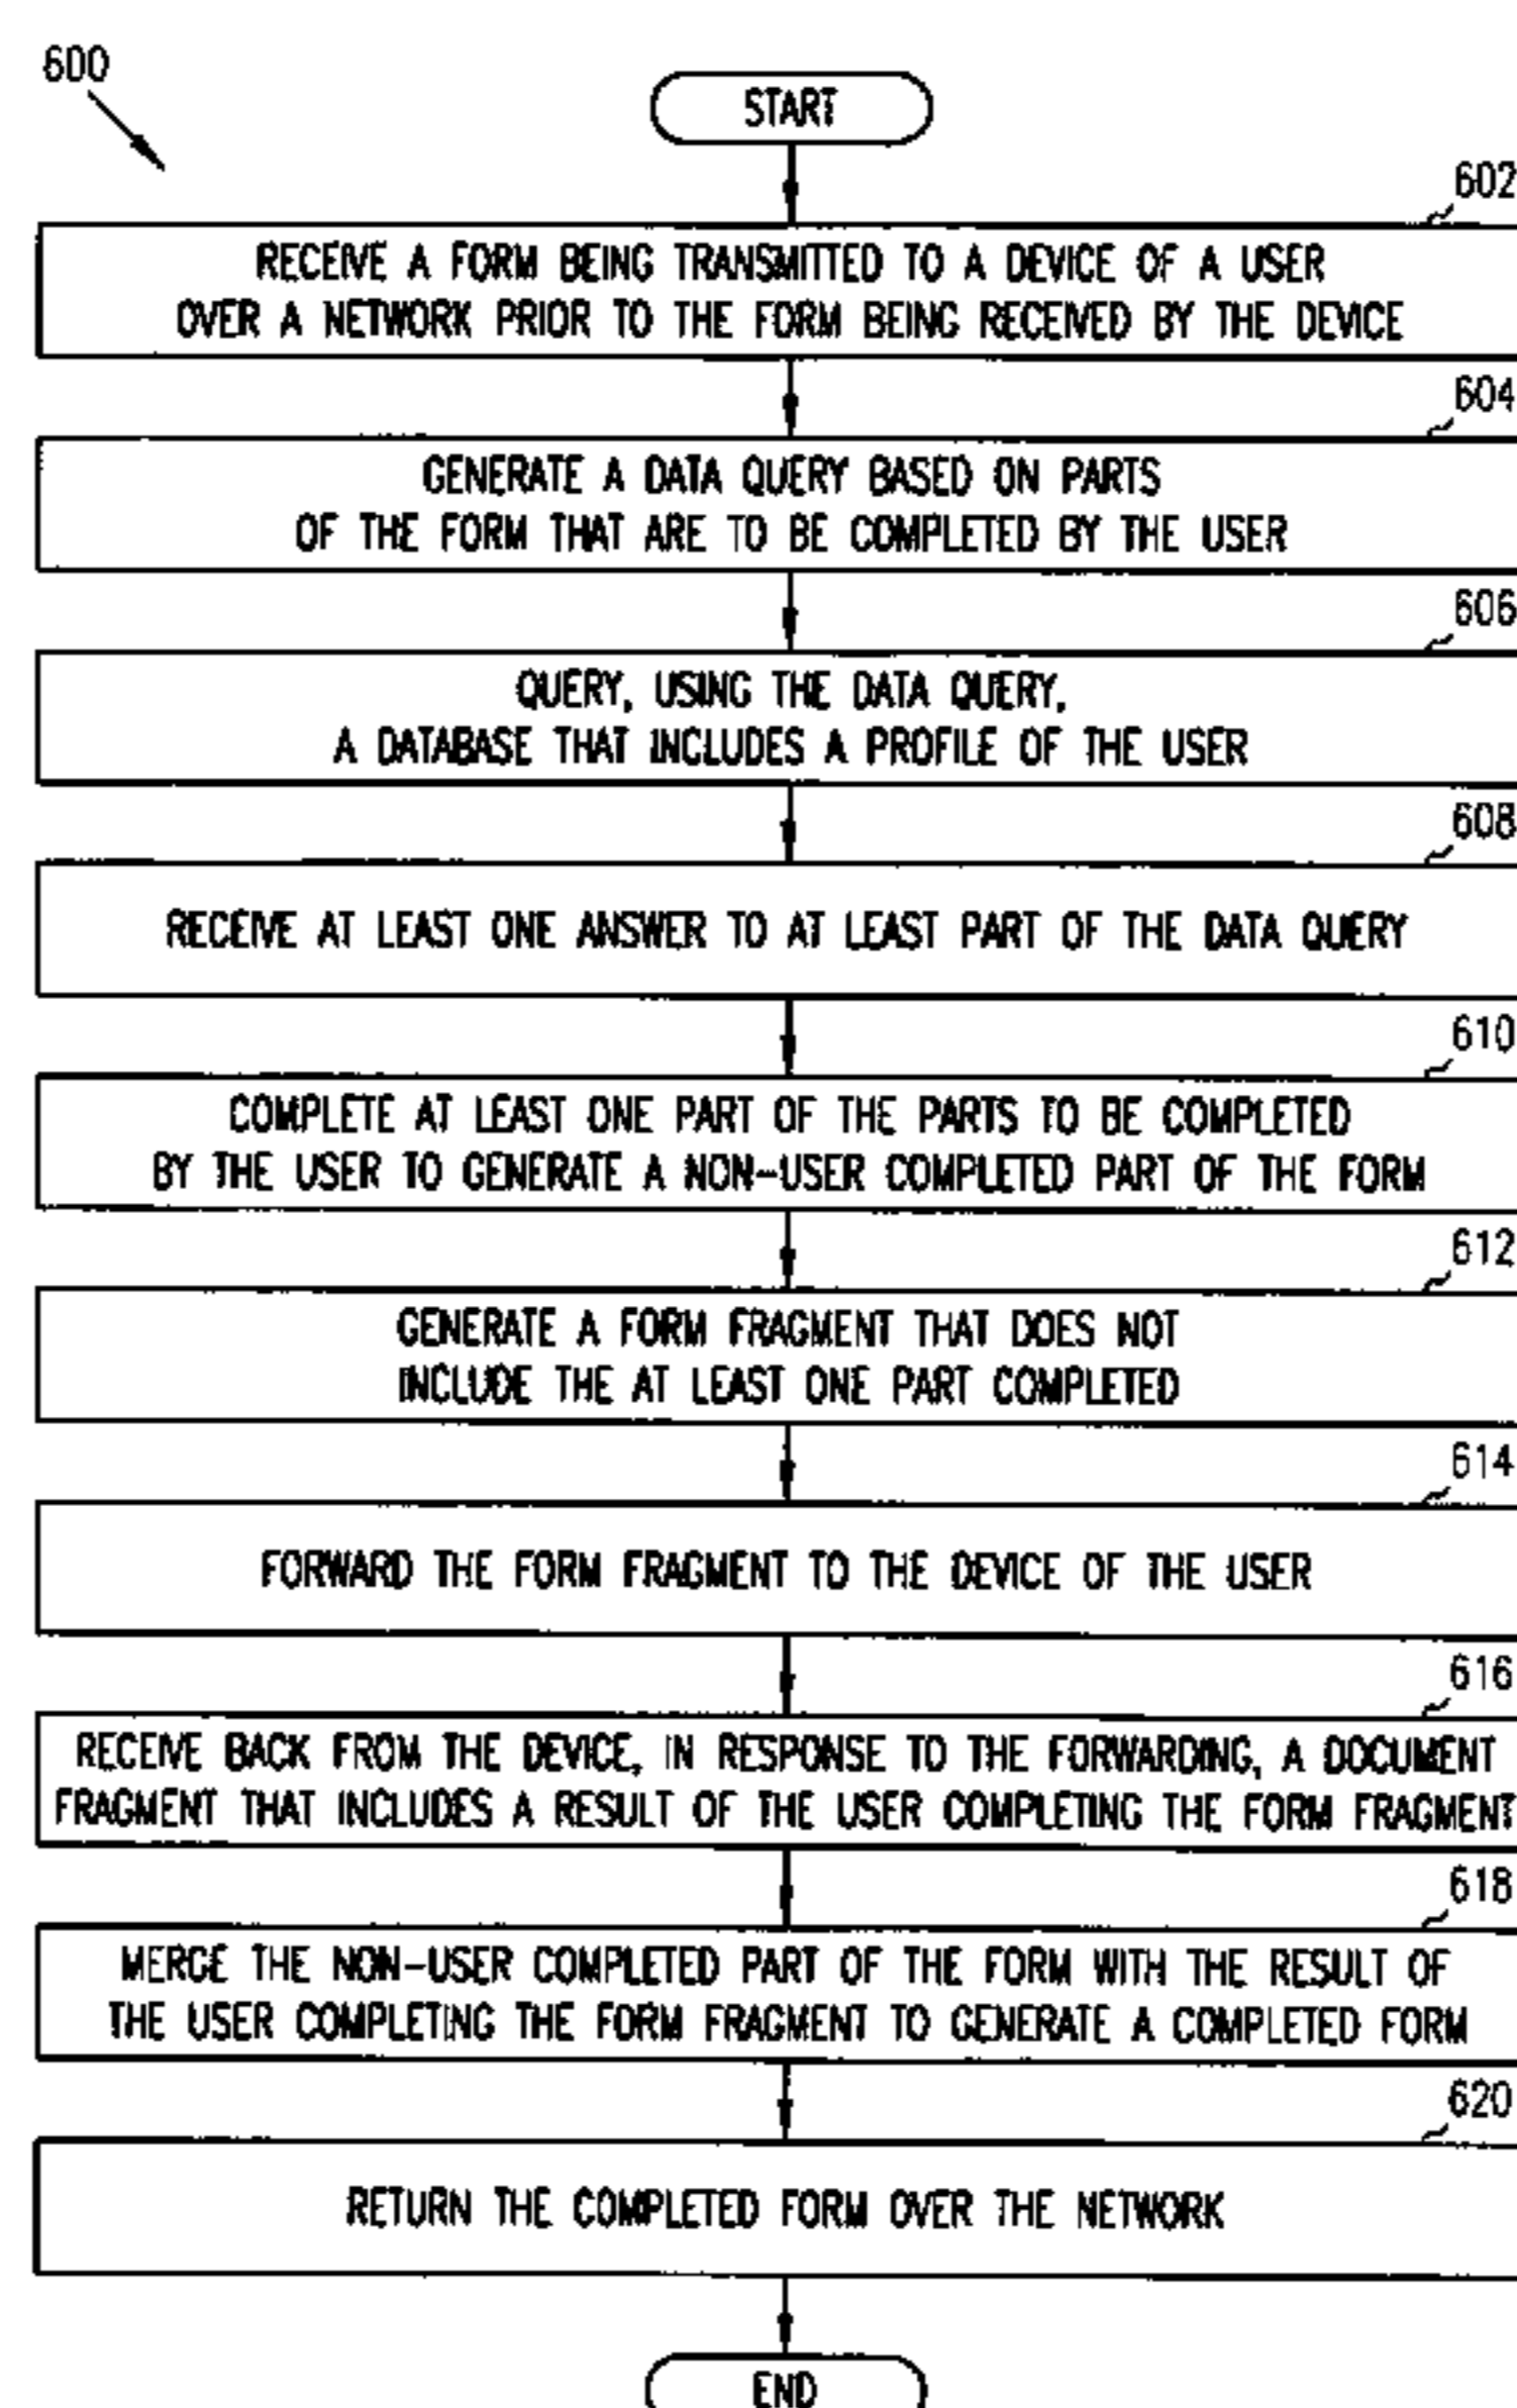 600
START
602
RECEIVE A FORM BEING TRANSMITTED TO A DEVICE OF A USER
OVER A NETWORK PRIOR TO THE FORM BEING RECEIVED BY THE DEVICE
604
GENERATE A DATA QUERY BASED ON PARTS
OF THE FORM THAT ARE TO BE COMPLETED BY THE USER
606
QUERY, USING THE DATA QUERY,
A DATABASE THAT INCLUDES A PROFILE OF THE USER
608
RECEIVE AT LEAST ONE ANSWER TO AT LEAST PART OF THE DATA QUERY
610
COMPLETE AT LEAST ONE PART OF THE PARTS TO BE COMPLETED
BY THE USER TO GENERATE A NON-USER COMPLETED PART OF THE FORM
612
GENERATE A FORM FRAGMENT THAT DOES NOT
INCLUDE THE AT LEAST ONE PART COMPLETED
614
FORWARD THE FORM FRAGMENT TO THE DEVICE OF THE USER
616
RECEIVE BACK FROM THE DEVICE, IN RESPONSE TO THE FORWARDING, A DOCUMENT
FRAGMENT THAT INCLUDES A RESULT OF THE USER COMPLETING THE FORM FRAGMENT
618
MERGE THE NON-USER COMPLETED PART OF THE FORM WITH THE RESULT OF
THE USER COMPLETING THE FORM FRAGMENT TO GENERATE A COMPLETED FORM
620
RETURN THE COMPLETED FORM OVER THE NETWORK
END